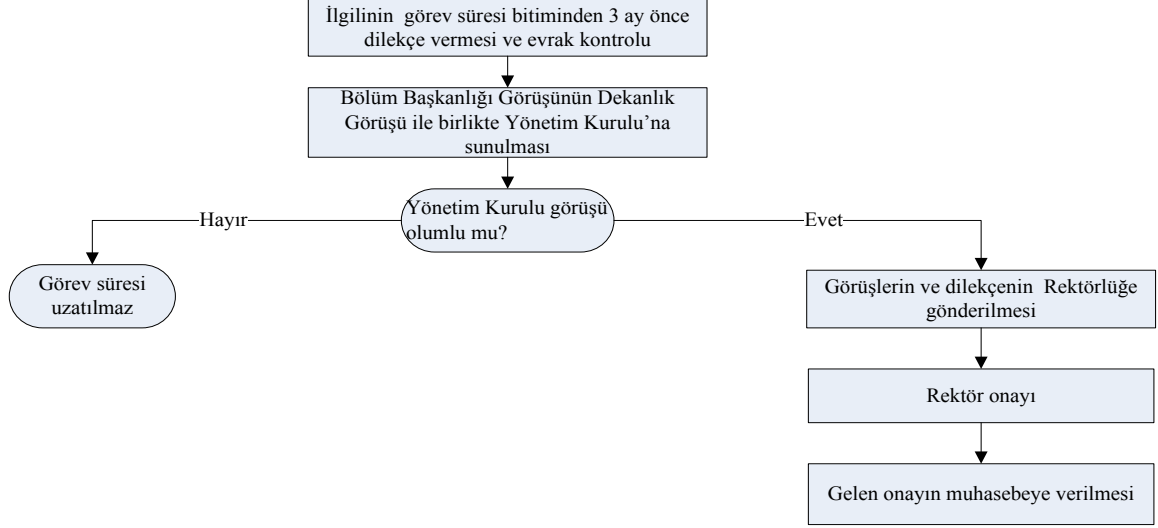 İlgilinin görev süresi bitiminden 3 ay önce
dilekçe vermesi ve evrak kontrolu
Bölüm Başkanlığı Görüşünün Dekanlık
Görüşü ile birlikte Yönetim Kurulu’na
sunulması
Yönetim Kurulu görüşü
olumlu mu?
Hayır
Evet
Görev süresi
uzatılmaz
Görüşlerin ve dilekçenin Rektörlüğe
gönderilmesi
Rektör onayı
Gelen onayın muhasebeye verilmesi